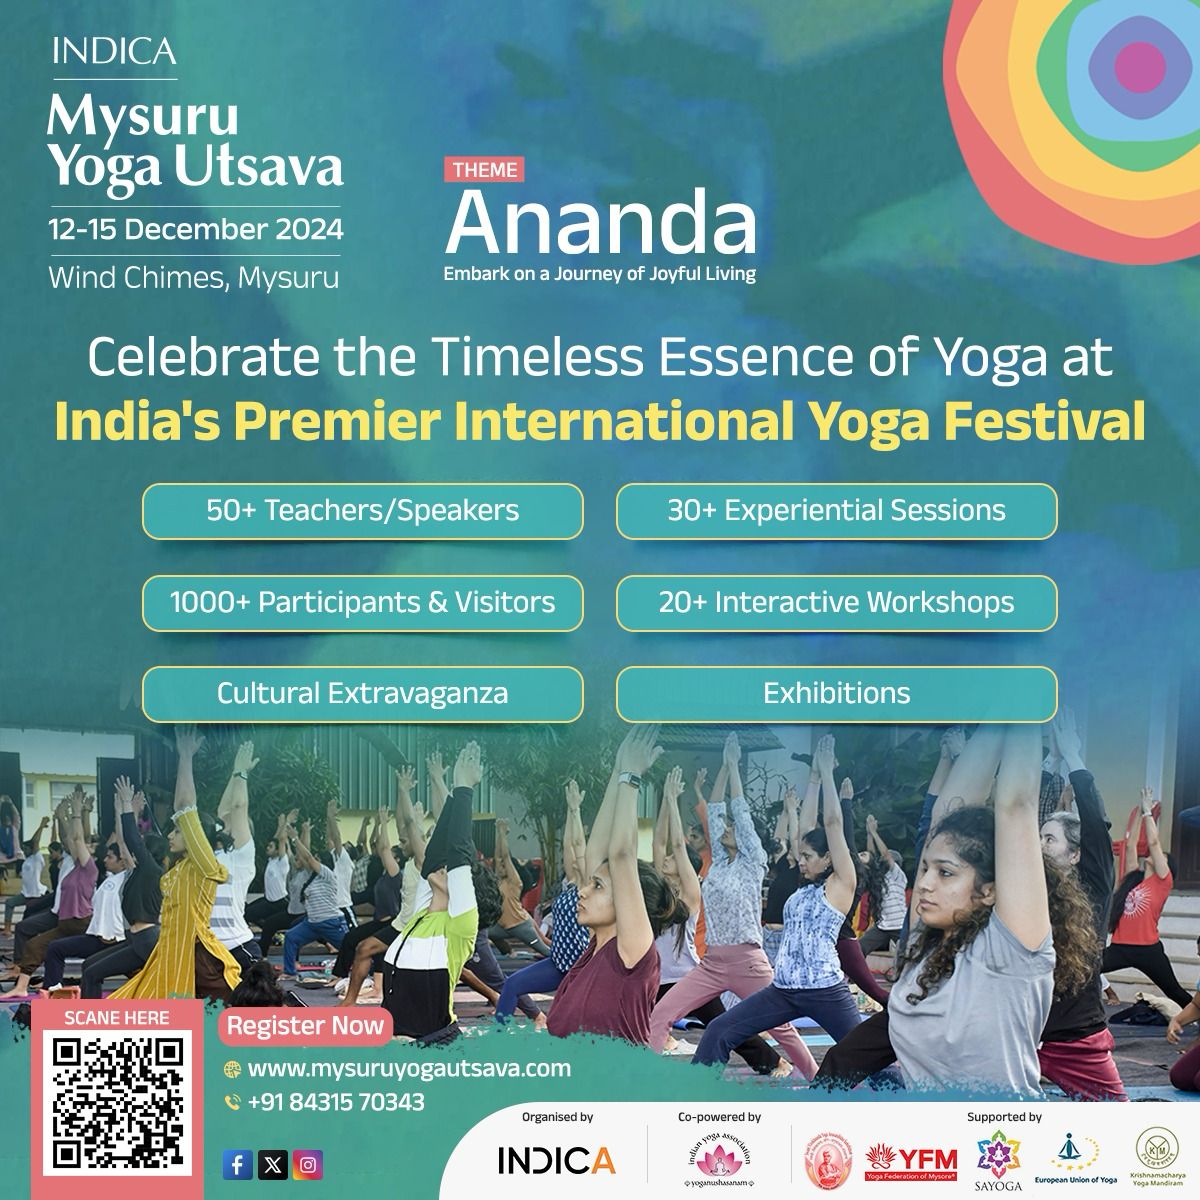 INDICA
Mysuru
Yoga Utsava
12-15 December 2024
Wind Chimes, Mysuru
THEME
Ananda
Embark on a Journey of Joyful Living
Celebrate the Timeless Essence of Yoga at
India's Premier International Yoga Festival
50+ Teachers/Speakers
30+ Experiential Sessions
1000+ Participants & Visitors
20+ Interactive Workshops
Cultural Extravaganza
Exhibitions
SCANE HERE
Register Now
www.mysuruyogautsava.com
+91 84315 70343
Organised by
INDICA
Co-powered by
indian yoga association
yoganushasanam
Supported by
YFM
Yoga Federation of Mysore
SAYOGA
European Union of Yoga
KYM
Krishnamacharya
Yoga Mandiram